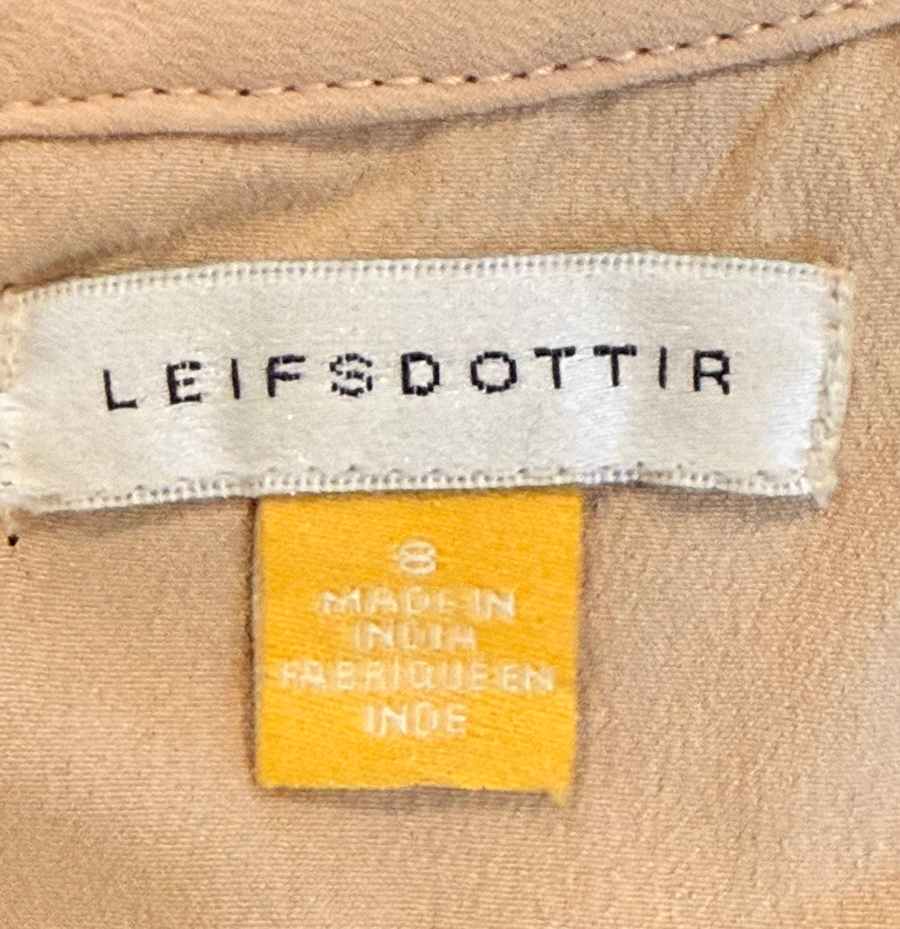 LEIFSDOTTIR
8
MADE IN
INDIA
FABRIQUE EN
INDE